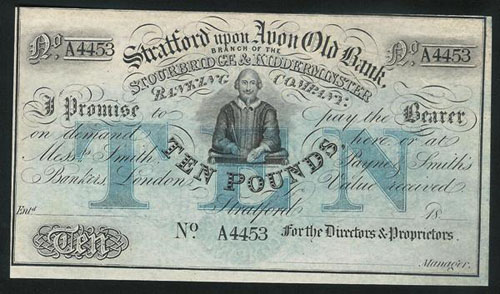 No. A4453 Stratford upon Avon Old Bank, No. A4453
BRANCH OF THE
STOURBRIDGE & KIDDERMINSTER
BANKING COMPANY:
I Promise to pay the Bearer
on demand here or at
Messrs. Smith, Payne & Smiths
Bankers, London, Value received.
TEN
TEN POUNDS.
Stratford 18
Entd.
No A4453 For the Directors & Proprietors.
Ten
Manager.